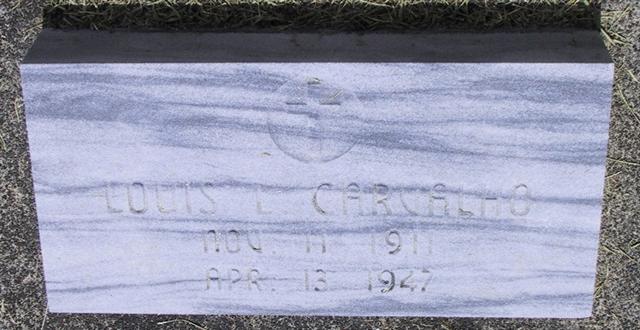 LOUIS L. CARVALHO
NOV. 11 1911
APR. 13 1947